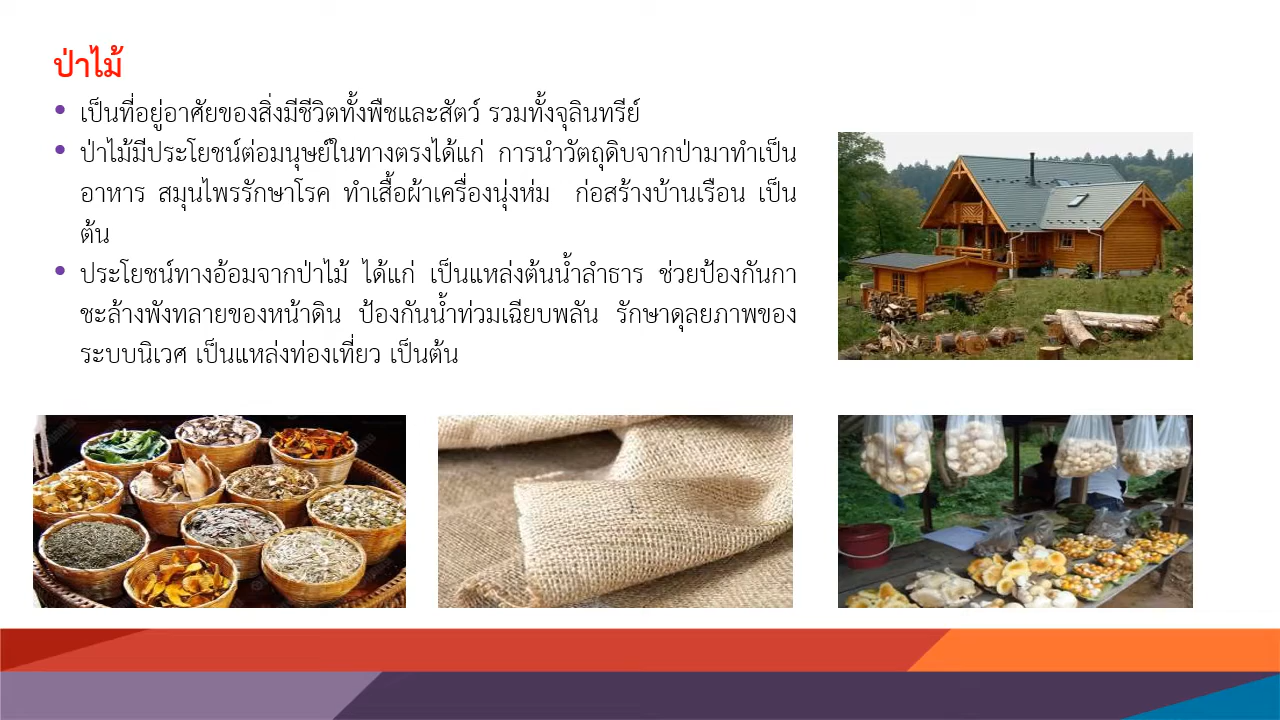 ป่าไม้
• เป็นที่อยู่อาศัยของสิ่งมีชีวิตทั้งพืชและสัตว์ รวมทั้งจุลินทรีย์
• ป่าไม้มีประโยชน์ต่อมนุษย์ในทางตรงได้แก่ การนำวัตถุดิบจากป่ามาทำเป็น
อาหาร สมุนไพรรักษาโรค ทำเสื้อผ้าเครื่องนุ่งห่ม ก่อสร้างบ้านเรือน เป็น
ต้น
• ประโยชน์ทางอ้อมจากป่าไม้ ได้แก่ เป็นแหล่งต้นน้ำลำธาร ช่วยป้องกันกา
ชะล้างพังทลายของหน้าดิน ป้องกันน้ำท่วมเฉียบพลัน รักษาดุลยภาพของ
ระบบนิเวศ เป็นแหล่งท่องเที่ยว เป็นต้น